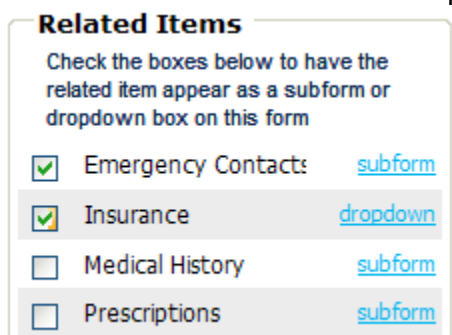 Related Items
Check the boxes below to have the
related item appear as a subform or
dropdown box on this form
Emergency Contacts subform
Insurance dropdown
Medical History subform
Prescriptions subform